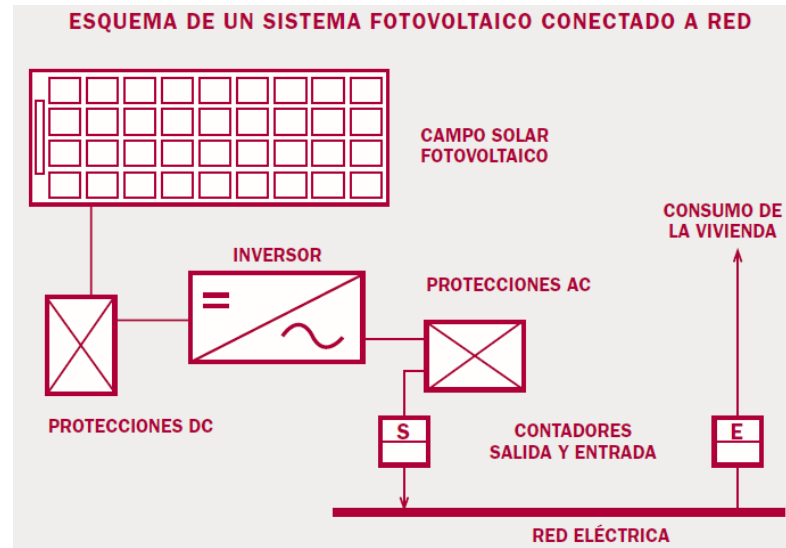 ESQUEMA DE UN SISTEMA FOTOVOLTAICO CONECTADO A RED
CAMPO SOLAR
FOTOVOLTAICO
CONSUMO DE
LA VIVIENDA
INVERSOR
PROTECCIONES AC
PROTECCIONES DC
S
CONTADORES
SALIDA Y ENTRADA
E
RED ELÉCTRICA